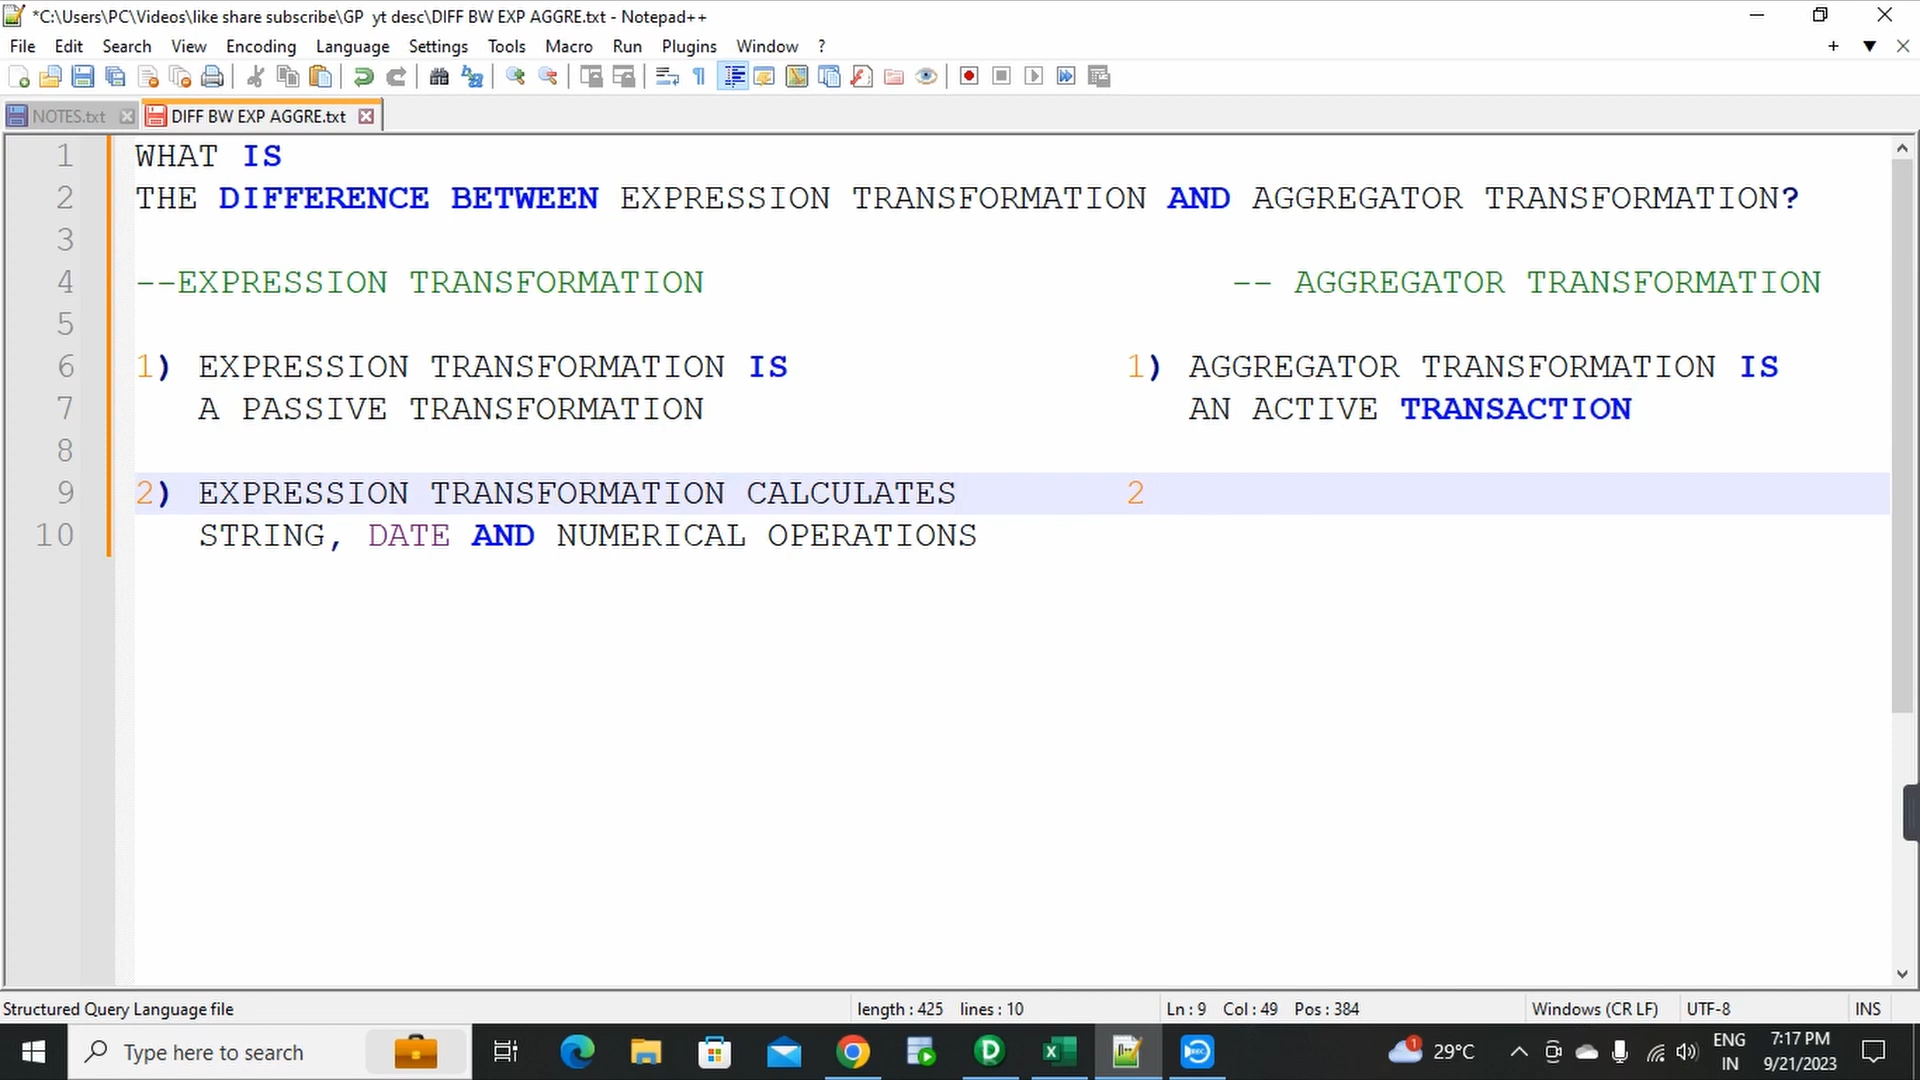 *C:\Users\PC\Videos\like share subscribe\GP  yt desc\DIFF BW EXP AGGRE.txt - Notepad++
File Edit Search View Encoding Language Settings Tools Macro Run Plugins Window ?
NOTES.txt DIFF BW EXP AGGRE.txt
1 WHAT IS
2 THE DIFFERENCE BETWEEN EXPRESSION TRANSFORMATION AND AGGREGATOR TRANSFORMATION?
3
4 --EXPRESSION TRANSFORMATION -- AGGREGATOR TRANSFORMATION
5
6 1) EXPRESSION TRANSFORMATION IS 1) AGGREGATOR TRANSFORMATION IS
7 A PASSIVE TRANSFORMATION AN ACTIVE TRANSACTION
8
9 2) EXPRESSION TRANSFORMATION CALCULATES 2
10 STRING, DATE AND NUMERICAL OPERATIONS
Structured Query Language file length : 425 lines : 10 Ln : 9 Col : 49 Pos : 384 Windows (CR LF) UTF-8 INS
Type here to search 29°C ENG IN 7:17 PM 9/21/2023